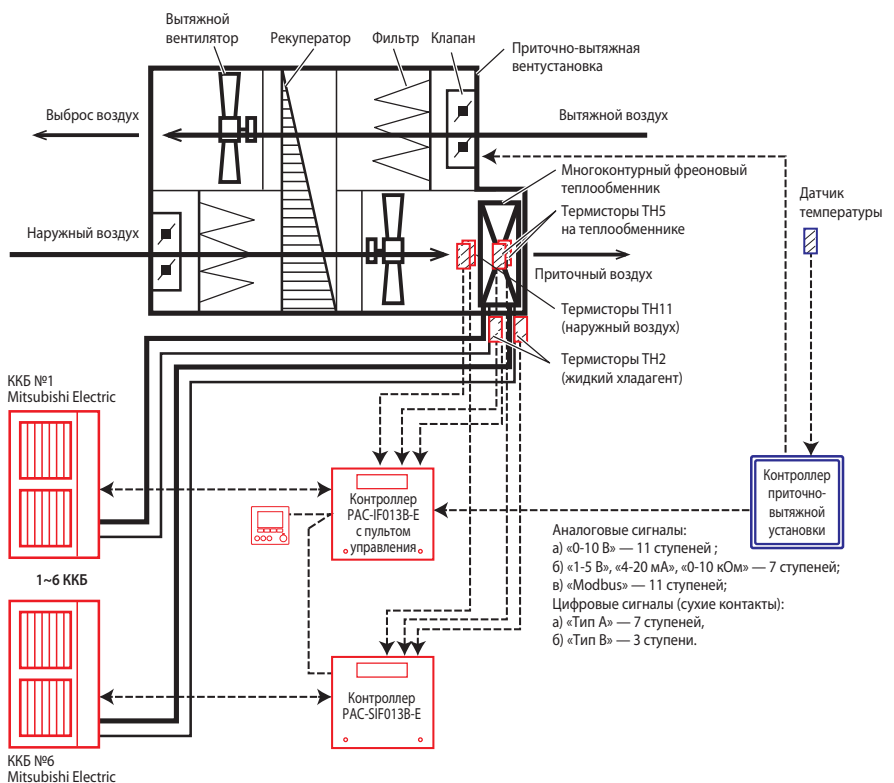 Вытяжной
вентилятор
Рекуператор
Фильтр
Клапан
Приточно-вытяжная
вентустановка
Выброс воздух
Вытяжной воздух
Многоконтурный фреоновый
теплообменник
Термисторы TH5
на теплообменнике
Датчик
температуры
Наружный воздух
Приточный воздух
Термисторы TH11
(наружный воздух)
Термисторы TH2
(жидкий хладагент)
ККБ №1
Mitsubishi Electric
Контроллер
PAC-IF013B-E
с пультом
управления
Контроллер
приточно-
вытяжной
установки
Аналоговые сигналы:
а) «0-10 В» — 11 ступеней ;
б) «1-5 В», «4-20 мА», «0-10 кОм» — 7 ступеней;
в) «Modbus» — 11 ступеней;
Цифровые сигналы (сухие контакты):
а) «Тип А» — 7 ступеней,
б) «Тип В» — 3 ступени.
1~6 ККБ
Контроллер
PAC-SIF013B-E
ККБ №6
Mitsubishi Electric